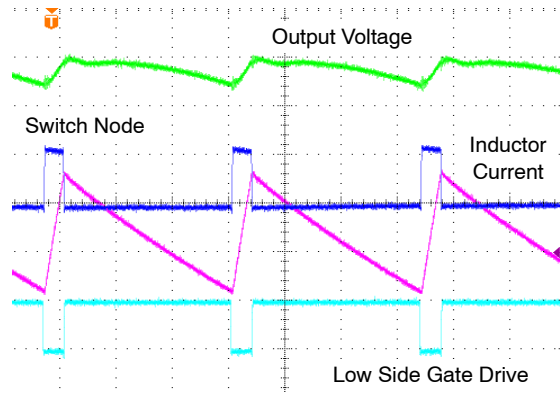 T
Output Voltage
Switch Node
Inductor
Current
Low Side Gate Drive